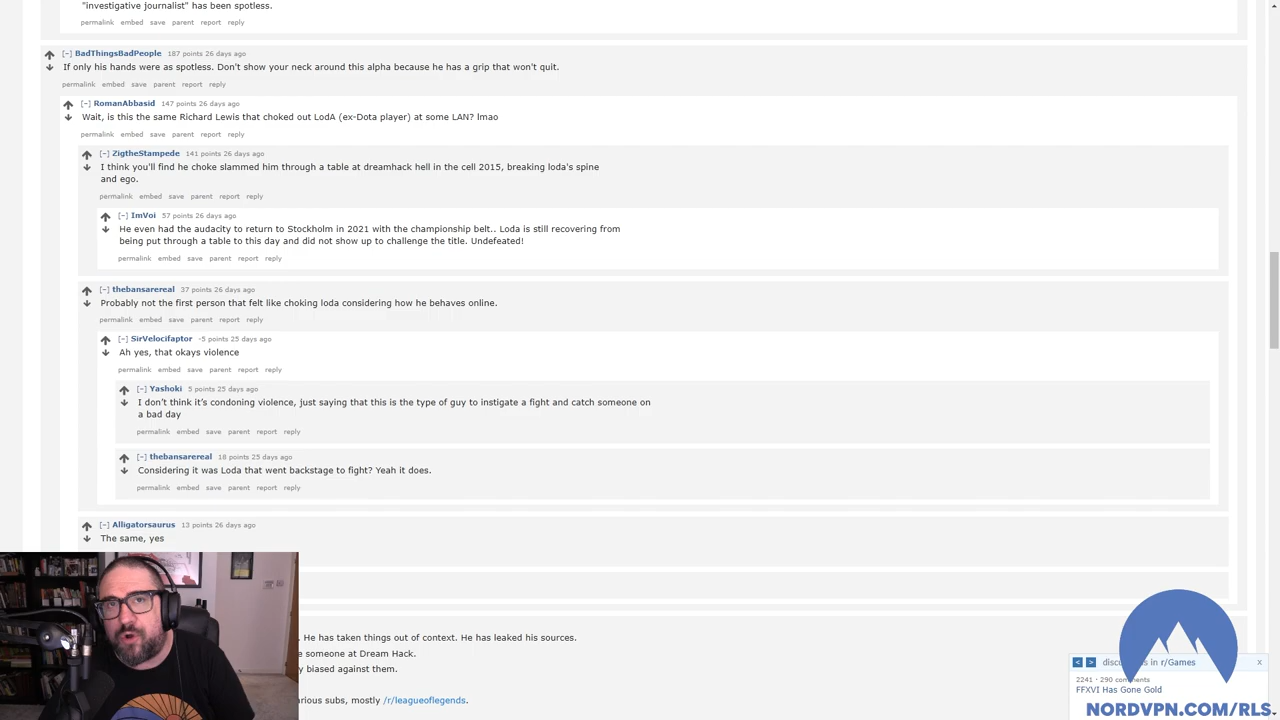 "investigative journalist" has been spotless.
permalink embed save parent report reply
[–] BadThingsBadPeople 187 points 26 days ago
If only his hands were as spotless. Don't show your neck around this alpha because he has a grip that won't quit.
permalink embed save parent report reply
[–] RomanAbbasid 147 points 26 days ago
Wait, is this the same Richard Lewis that choked out LodA (ex-Dota player) at some LAN? lmao
permalink embed save parent report reply
[–] ZigtheStampede 141 points 26 days ago
I think you'll find he choke slammed him through a table at dreamhack hell in the cell 2015, breaking loda's spine
and ego.
permalink embed save parent report reply
[–] ImVoi 57 points 26 days ago
He even had the audacity to return to Stockholm in 2021 with the championship belt.. Loda is still recovering from
being put through a table to this day and did not show up to challenge the title. Undefeated!
permalink embed save parent report reply
[–] thebansarereal 37 points 26 days ago
Probably not the first person that felt like choking loda considering how he behaves online.
permalink embed save parent report reply
[–] SirVelocifaptor -5 points 25 days ago
Ah yes, that okays violence
permalink embed save parent report reply
[–] Yashoki 5 points 25 days ago
I don't think it's condoning violence, just saying that this is the type of guy to instigate a fight and catch someone on
a bad day
permalink embed save parent report reply
[–] thebansarereal 18 points 25 days ago
Considering it was Loda that went backstage to fight? Yeah it does.
permalink embed save parent report reply
[–] Alligatorsaurus 13 points 26 days ago
The same, yes
. He has taken things out of context. He has leaked his sources.
someone at Dream Hack.
biased against them.
subs, mostly /r/leagueoflegends.
< > in r/Games X
2241 · 290 comments
FFXVI Has Gone Gold
NORDVPN.COM/RLS